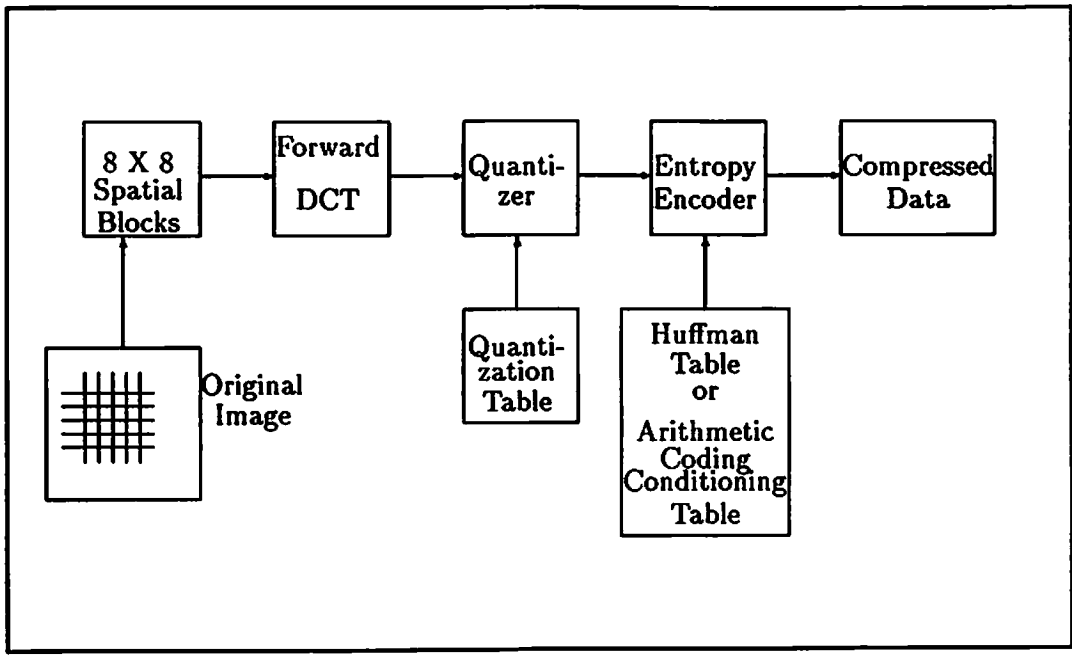 8 X 8
Spatial
Blocks
Forward
DCT
Quanti-
zer
Entropy
Encoder
Compressed
Data
Original
Image
Quanti-
zation
Table
Huffman
Table
or
Arithmetic
Coding
Conditioning
Table